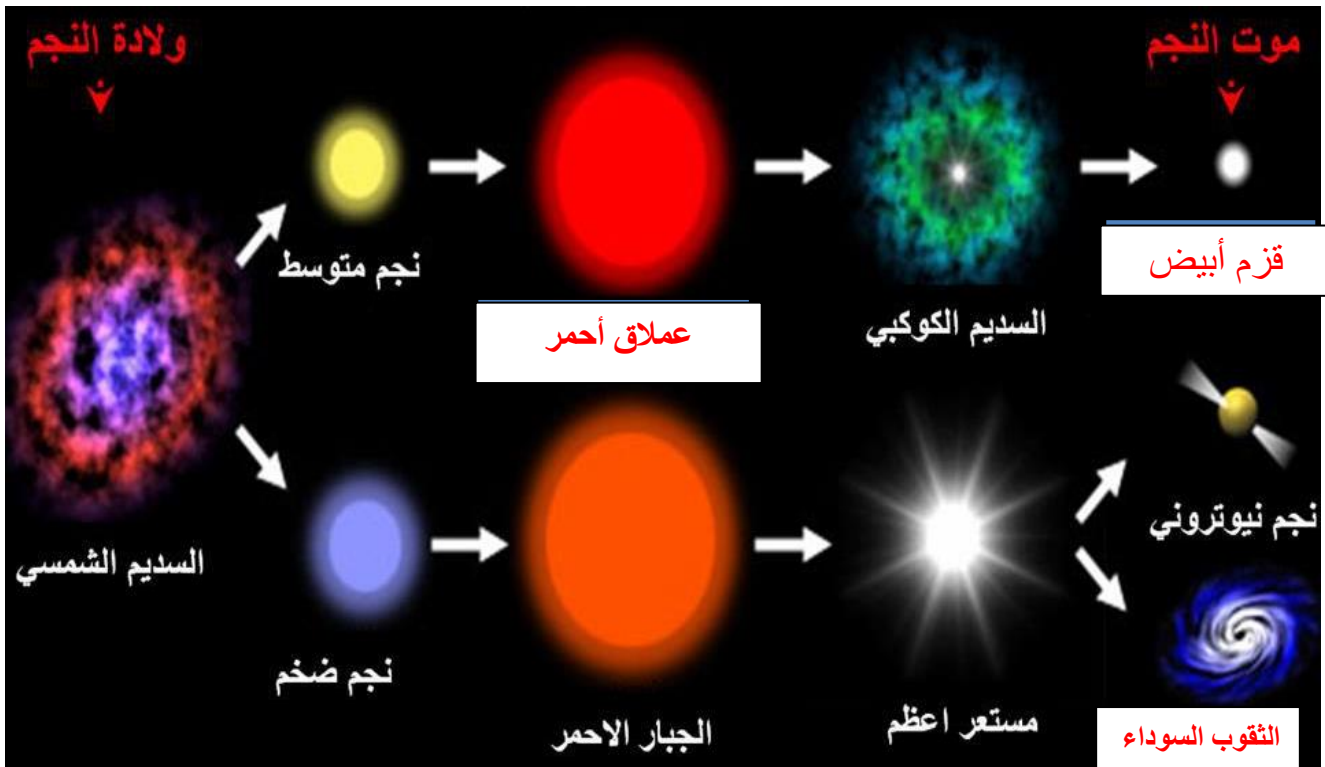 ولادة النجم
موت النجم
نجم متوسط
عملاق أحمر
السديم الكوكبي
قزم أبيض
السديم الشمسي
نجم ضخم
الجبار الاحمر
مستعر اعظم
نجم نيوتروني
الثقوب السوداء